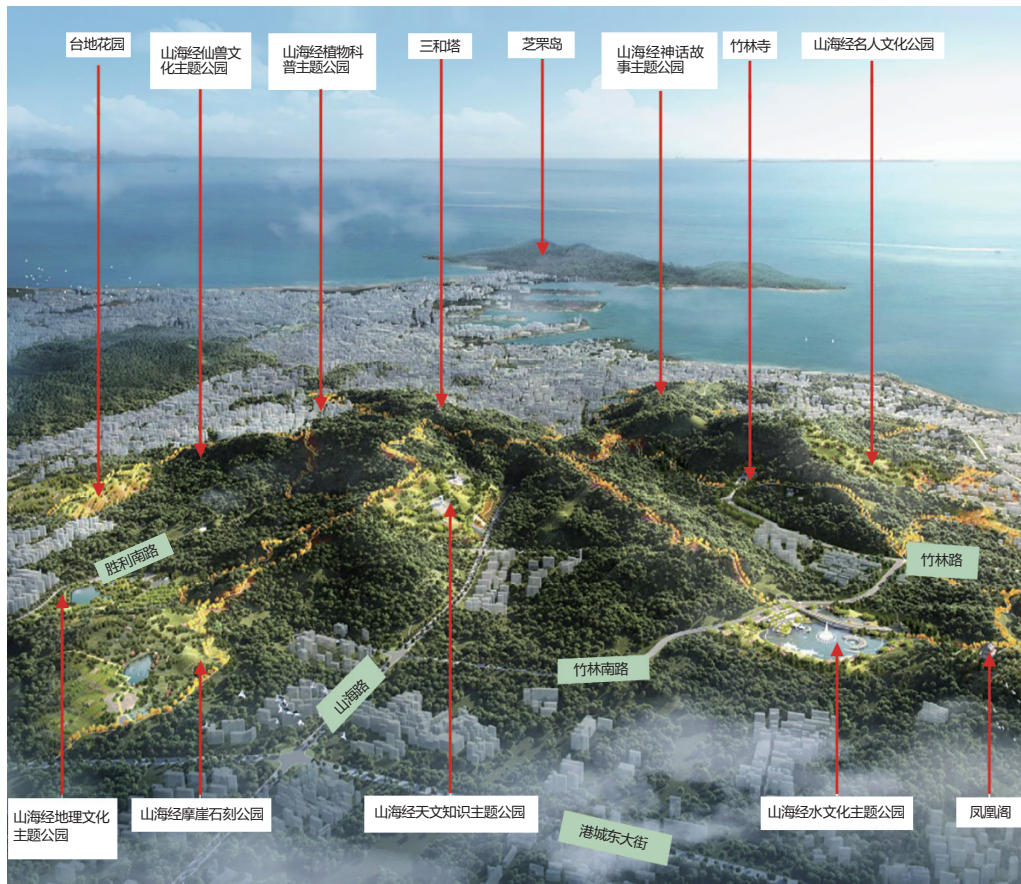 台地花园
山海经仙兽文
化主题公园
山海经植物科
普主题公园
三和塔
芝罘岛
山海经神话故
事主题公园
竹林寺
山海经名人文化公园
胜利南路
竹林路
竹林南路
山海路
山海经地理文化
主题公园
山海经摩崖石刻公园
山海经天文知识主题公园
港城东大街
山海经水文化主题公园
凤凰阁